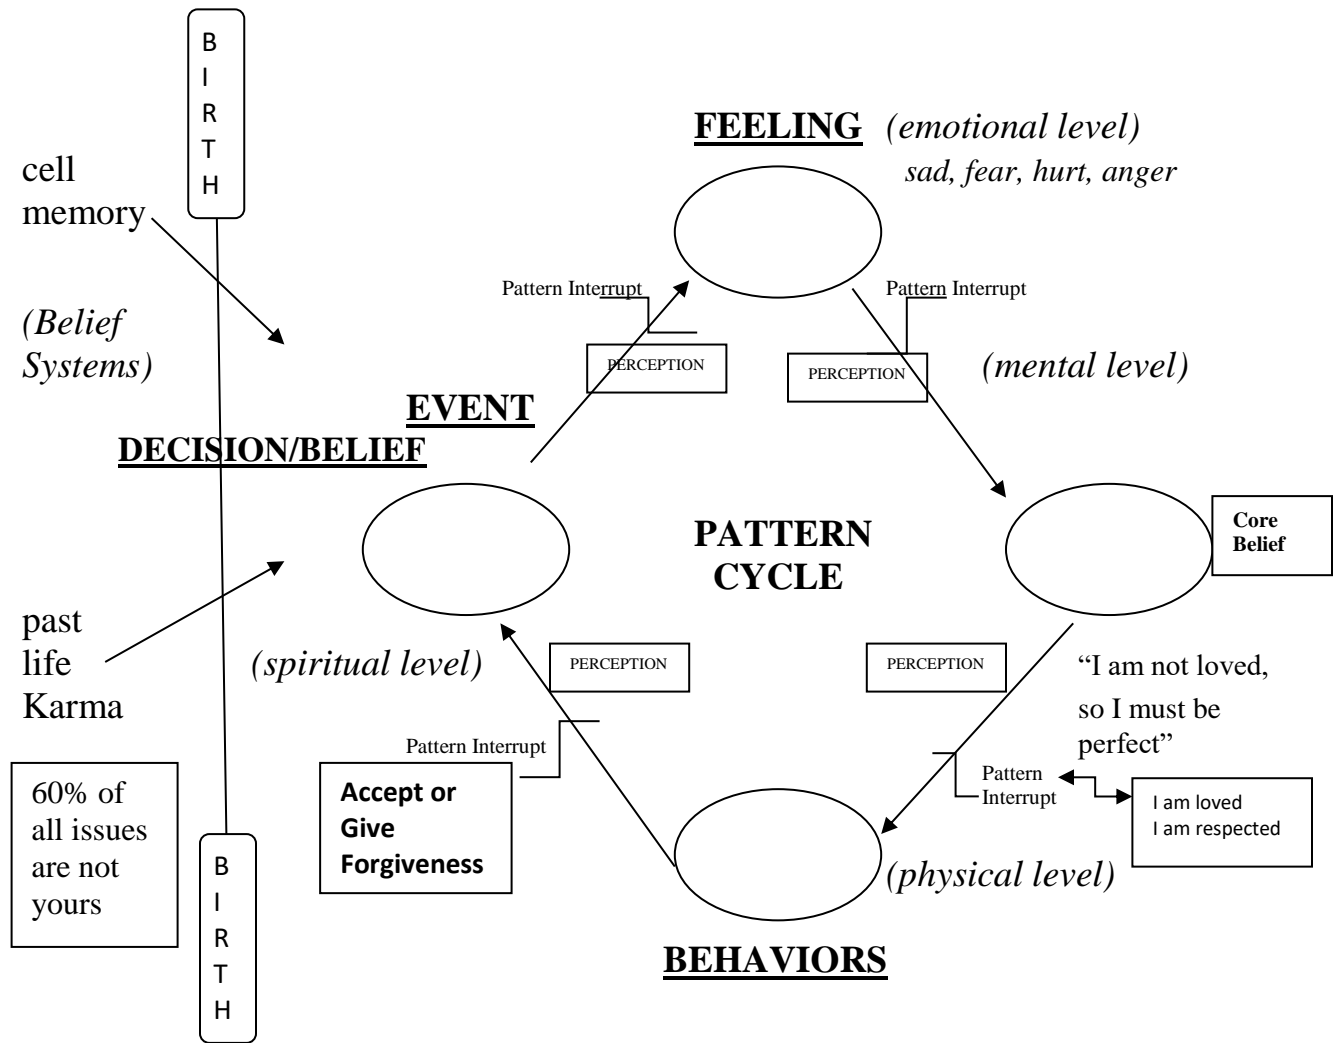 B
I
R
T
H
FEELING (emotional level)
sad, fear, hurt, anger
cell
memory
(Belief
Systems)
Pattern Interrupt
Pattern Interrupt
PERCEPTION
PERCEPTION
(mental level)
EVENT
DECISION/BELIEF
PATTERN
CYCLE
Core
Belief
past
life
Karma
(spiritual level)
PERCEPTION
PERCEPTION
“I am not loved,
so I must be
perfect”
Pattern Interrupt
Pattern
Interrupt
I am loved
I am respected
60% of
all issues
are not
yours
Accept or
Give
Forgiveness
(physical level)
B
I
R
T
H
BEHAVIORS